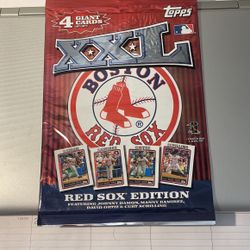 4 GIANT CARDS
Topps
XXL
BOSTON
RED SOX
RED SOX EDITION
FEATURING JOHNNY DAMON, MANNY RAMIREZ,
DAVID ORTIZ & CURT SCHILLING